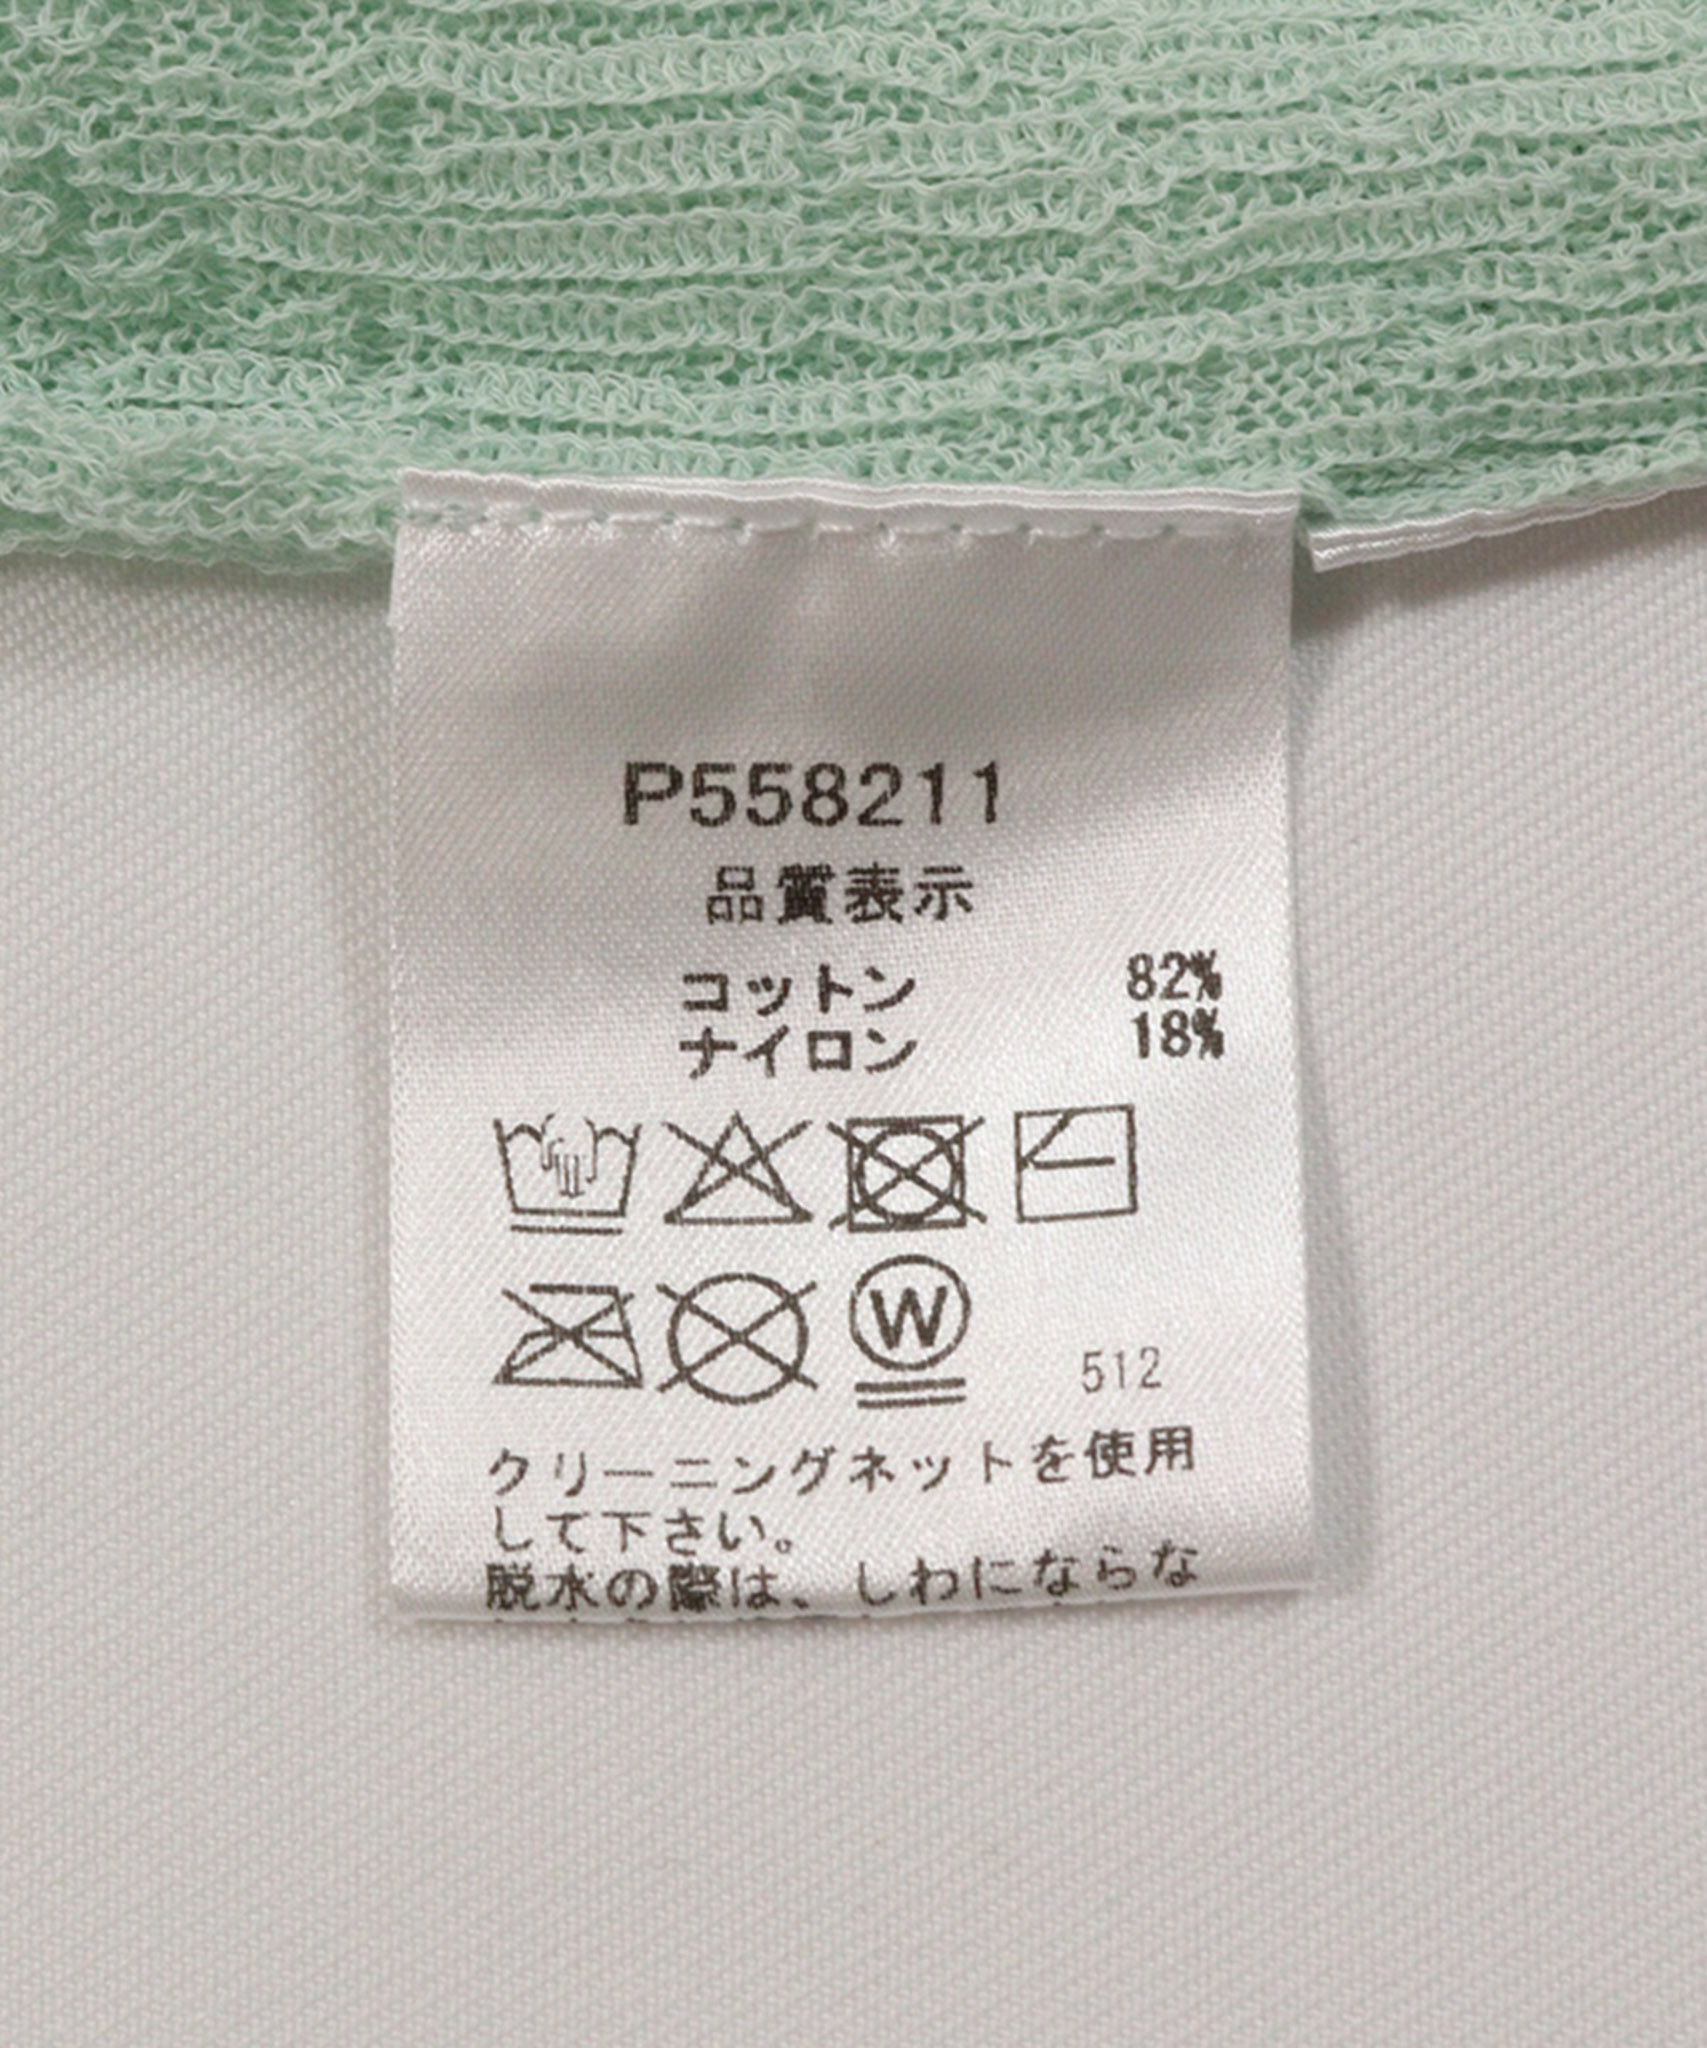 P558211
品質表示
コットン 82%
ナイロン 18%
W
512
クリーニングネットを使用
して下さい。
脱水の際は、しわにならな